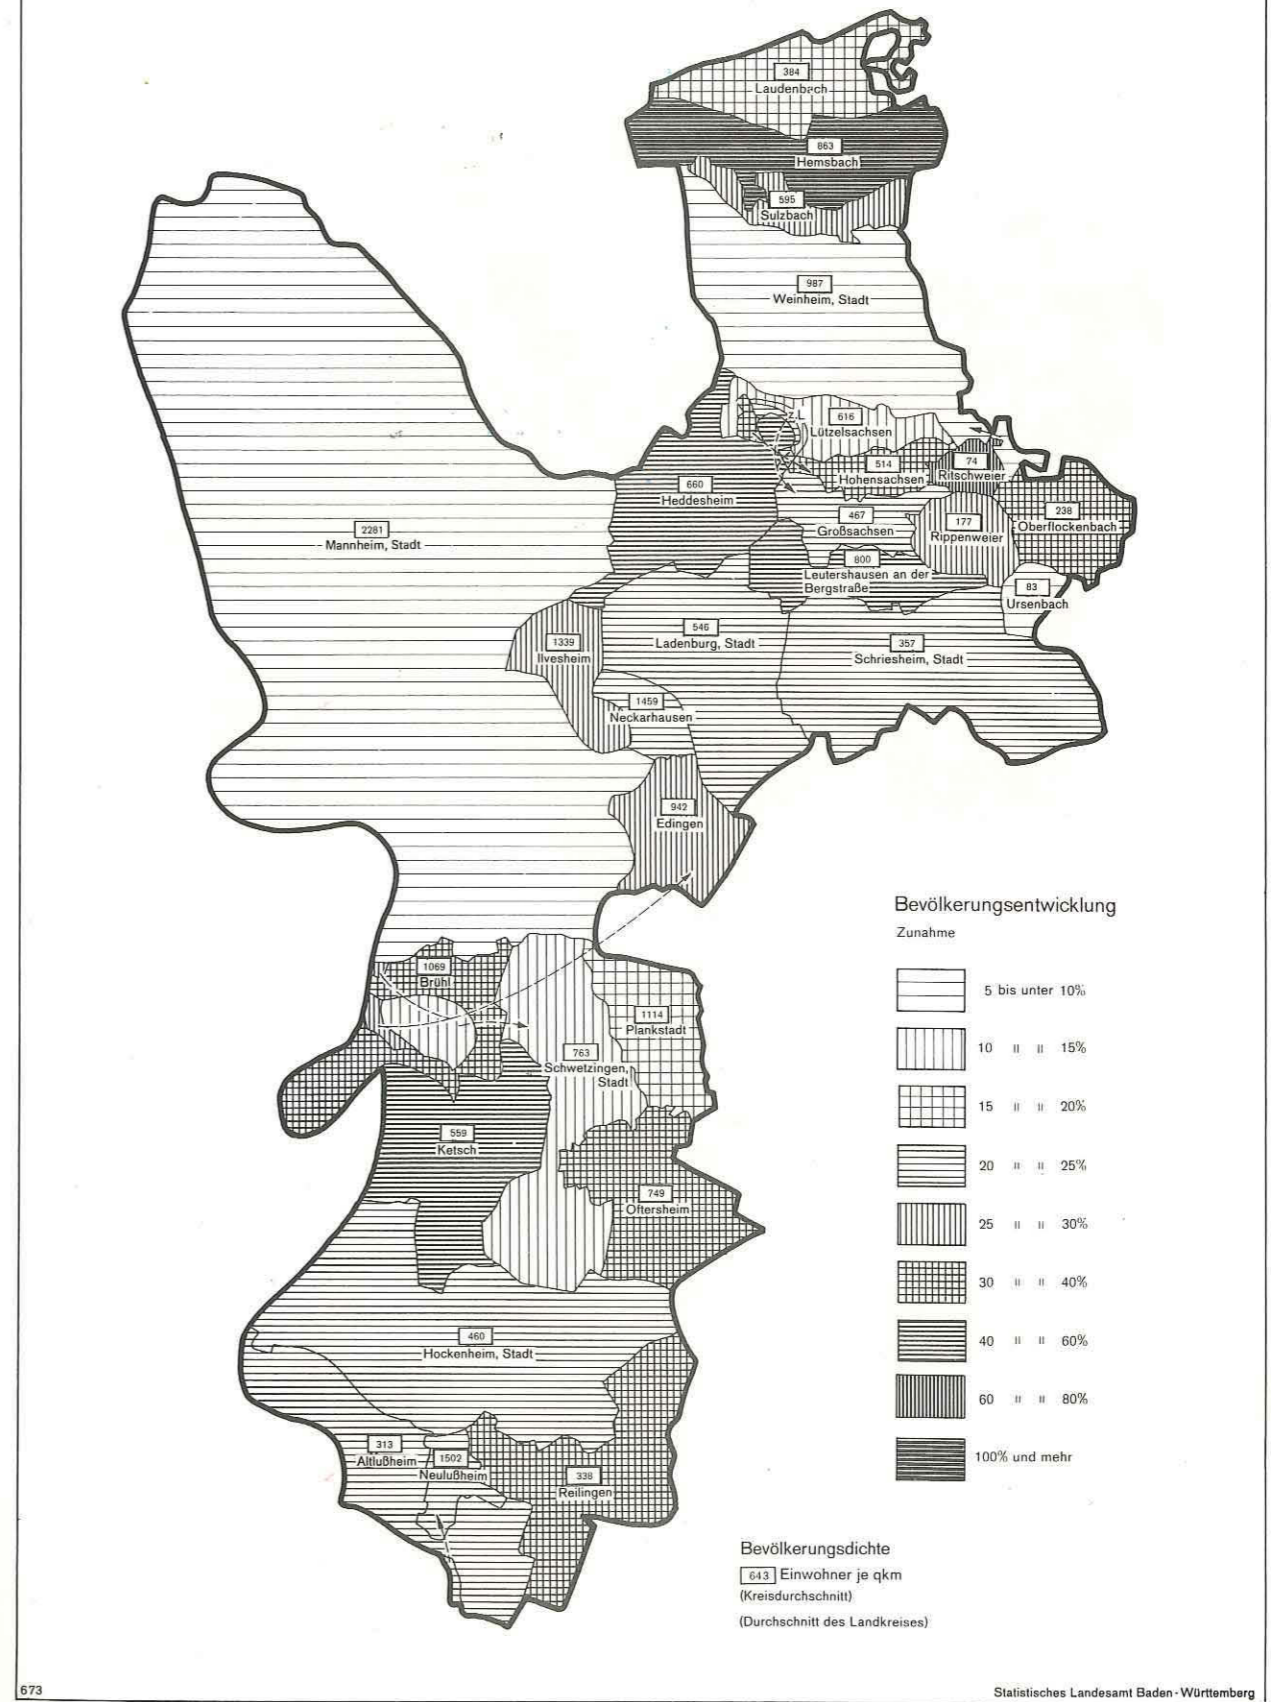 384
Laudenbach
863
Hemsbach
595
Sulzbach
987
Weinheim, Stadt
z.L.
616
Lützelsachsen
514
Hohensachsen
74
Ritschweier
660
Heddesheim
238
Oberflockenbach
467
Großsachsen
177
Rippenweier
2281
Mannheim, Stadt
800
Leutershausen an der
Bergstraße
83
Ursenbach
546
Ladenburg, Stadt
357
Schriesheim, Stadt
1339
Ilvesheim
1459
Neckarhausen
942
Edingen
1069
Brühl
1114
Plankstadt
763
Schwetzingen,
Stadt
559
Ketsch
749
Oftersheim
460
Hockenheim, Stadt
313
Altlußheim
1502
Neulußheim
338
Reilingen
Bevölkerungsentwicklung
Zunahme
5 bis unter 10%
10 " " 15%
15 " " 20%
20 " " 25%
25 " " 30%
30 " " 40%
40 " " 60%
60 " " 80%
100% und mehr
Bevölkerungsdichte
643 Einwohner je qkm
(Kreisdurchschnitt)
(Durchschnitt des Landkreises)
673
Statistisches Landesamt Baden-Württemberg